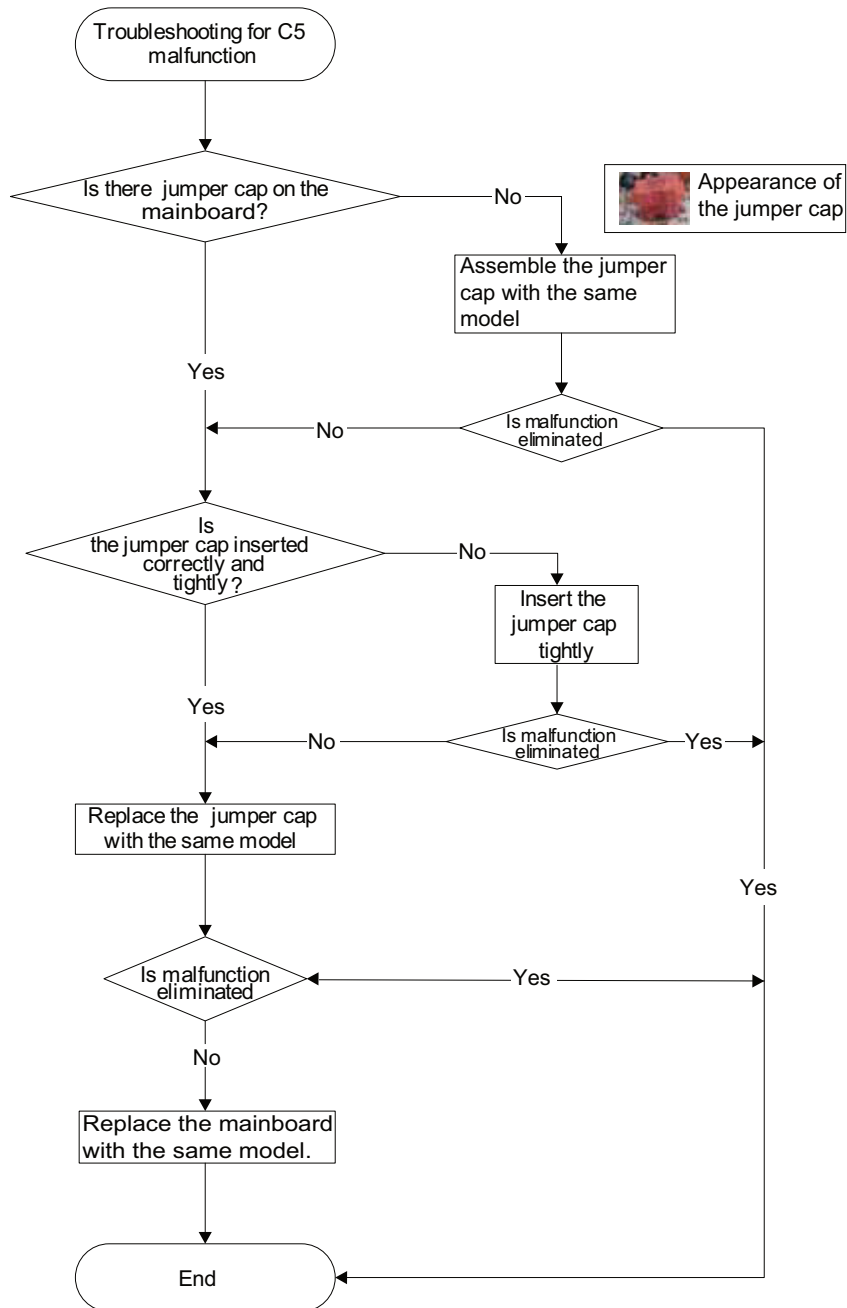 Troubleshooting for C5
malfunction
Is there jumper cap on the
mainboard?
No
Appearance of
the jumper cap
Assemble the jumper
cap with the same
model
Yes
No
Is malfunction
eliminated
Is
the jumper cap inserted
correctly and
tightly?
No
Insert the
jumper cap
tightly
Yes
No
Is malfunction
eliminated
Yes
Replace the jumper cap
with the same model
Yes
Is malfunction
eliminated
Yes
No
Replace the mainboard
with the same model.
End